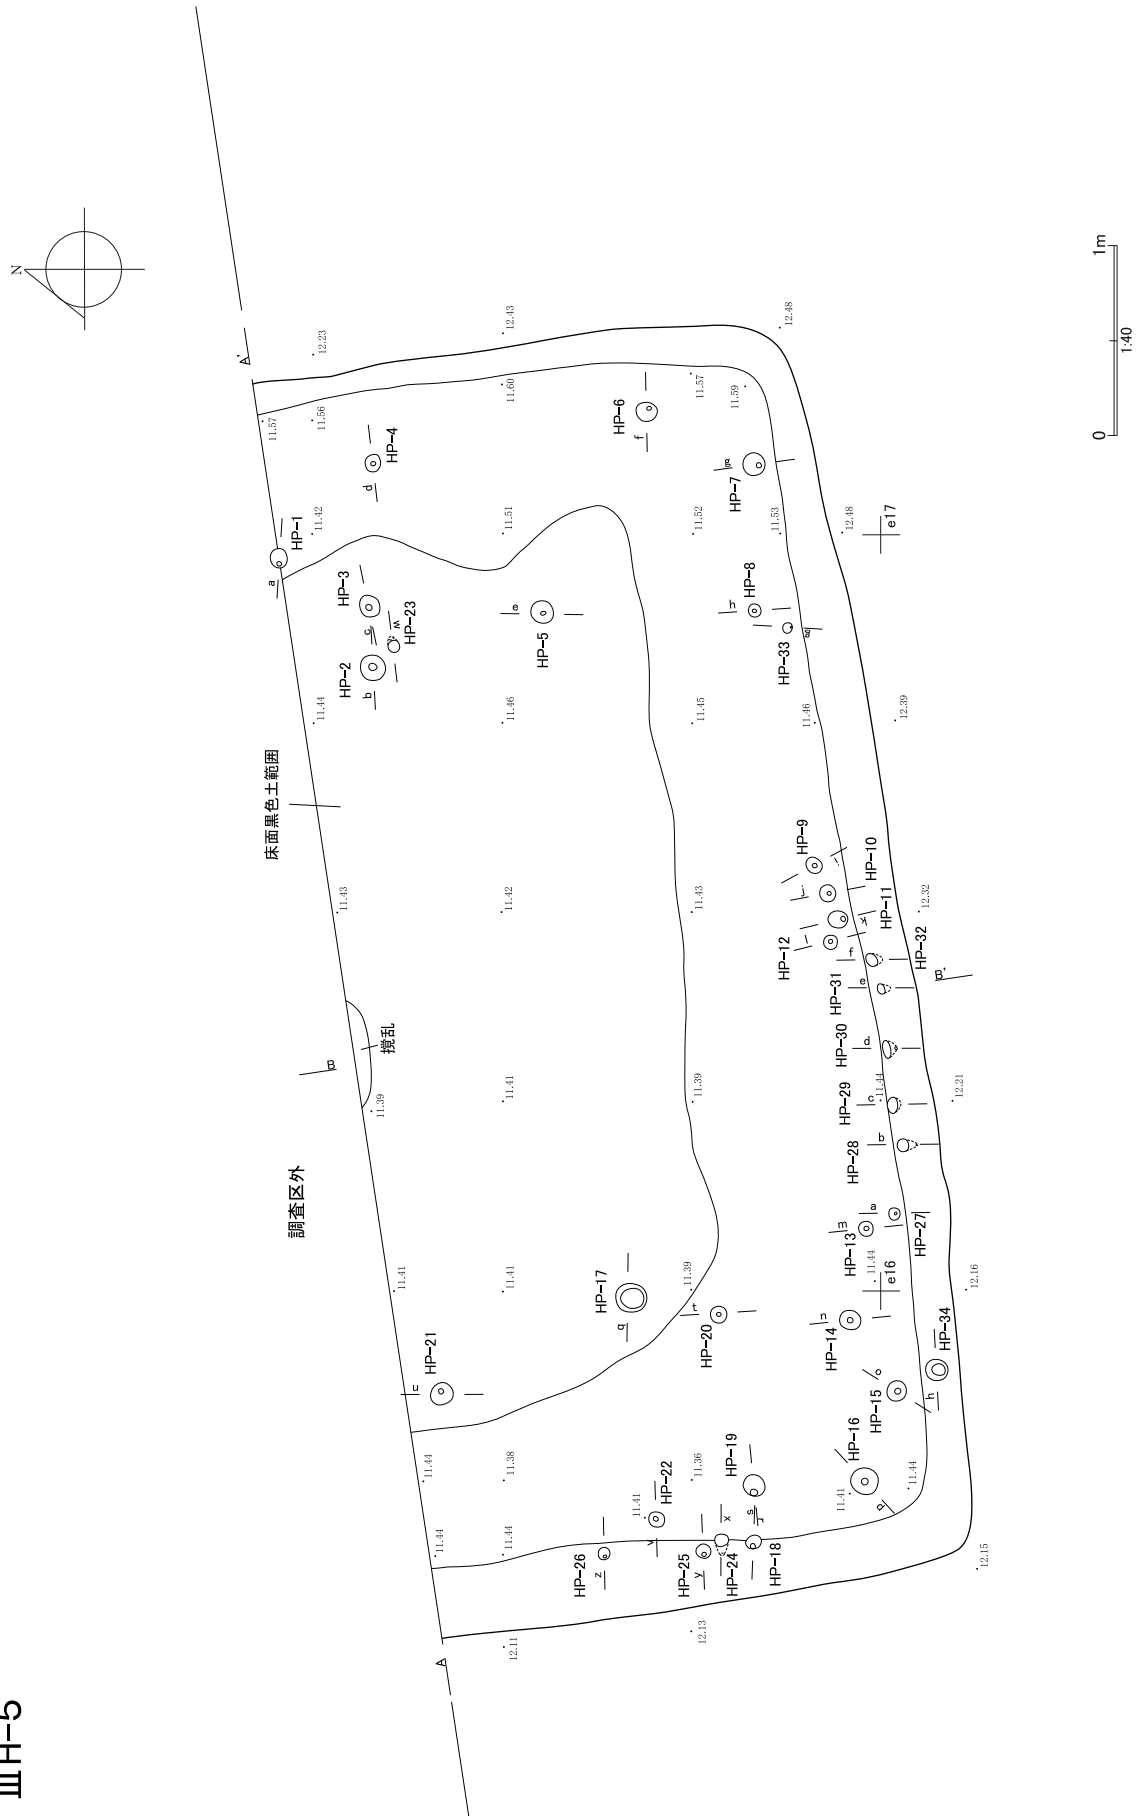 ⅢH-5
N
A'
12.23
12.43
12.48
11.57
11.56
11.60
11.57
11.59
HP-6
f
HP-4
d
g
HP-7
HP-1
a
11.42
11.51
11.52
11.53
12.48
e17
HP-3
c
w
HP-23
HP-2
b
e
HP-5
h
HP-8
HP-33
g
11.44
11.46
11.45
11.46
12.39
床面黒色土範囲
HP-9
i
HP-10
j
11.43
11.42
11.43
k
HP-11
12.32
HP-12
l
f
HP-32
HP-31
e
B'
攪乱
B
HP-30
d
11.39
11.41
11.39
HP-29
c
11.44
12.21
HP-28
b
調査区外
a
HP-27
m
HP-13
11.44
e16
12.16
11.41
11.41
11.39
HP-17
q
t
HP-20
n
HP-14
HP-34
h
HP-21
u
o
HP-15
HP-16
p
11.44
11.38
11.36
11.41
11.44
HP-19
s
r
HP-22
11.41
v
x
HP-24
HP-18
HP-25
y
HP-26
z
11.44
11.44
12.15
A
12.11
12.13
0
1m
1:40